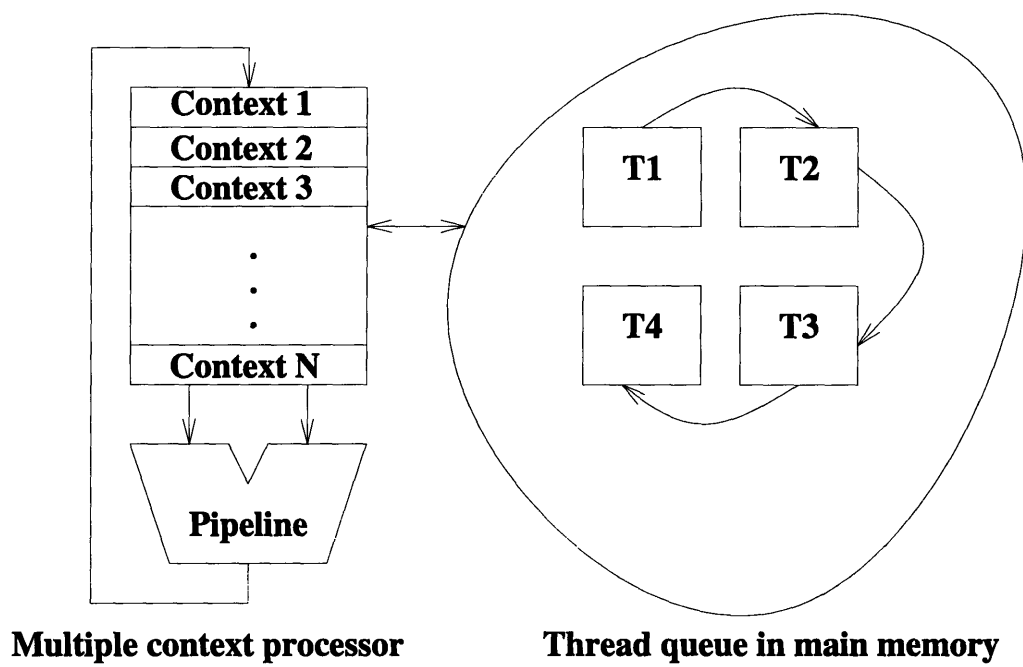 Context 1
Context 2
Context 3
Context N
Pipeline
Multiple context processor
T1
T2
T4
T3
Thread queue in main memory